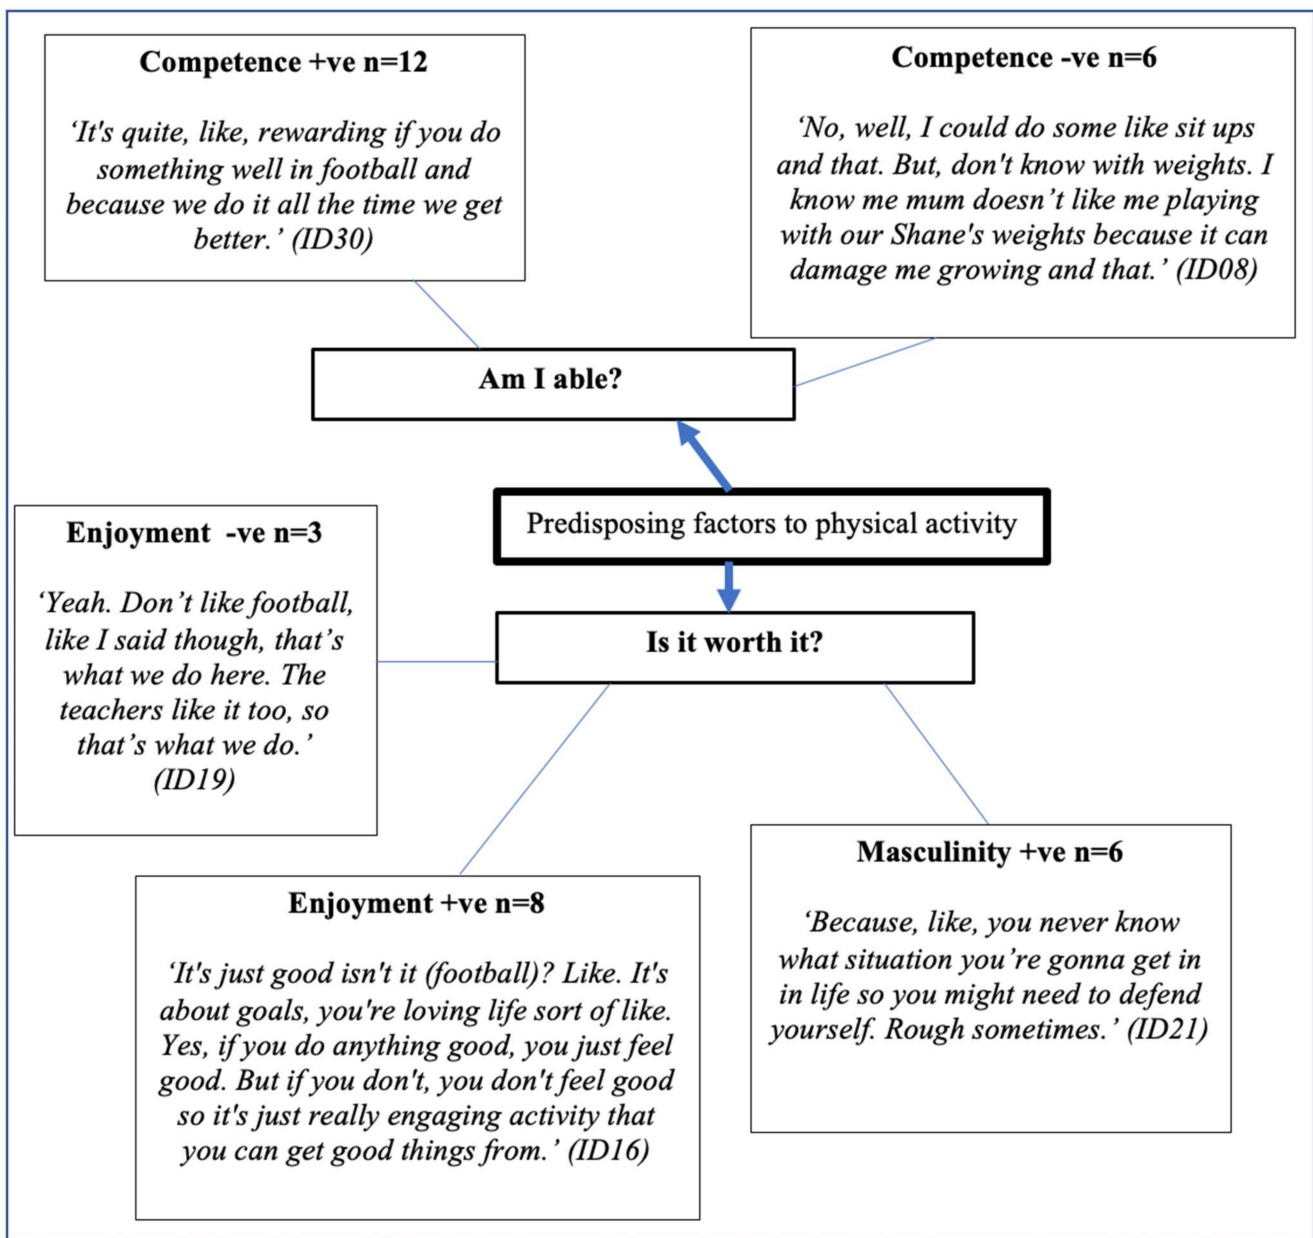 Competence +ve n=12
‘It's quite, like, rewarding if you do
something well in football and
because we do it all the time we get
better.’ (ID30)
Competence -ve n=6
‘No, well, I could do some like sit ups
and that. But, don't know with weights. I
know me mum doesn’t like me playing
with our Shane's weights because it can
damage me growing and that.’ (ID08)
Am I able?
Predisposing factors to physical activity
Enjoyment  -ve n=3
‘Yeah. Don’t like football,
like I said though, that’s
what we do here. The
teachers like it too, so
that’s what we do.’
(ID19)
Is it worth it?
Enjoyment +ve n=8
‘It's just good isn't it (football)? Like. It's
about goals, you're loving life sort of like.
Yes, if you do anything good, you just feel
good. But if you don't, you don't feel good
so it's just really engaging activity that
you can get good things from.’ (ID16)
Masculinity +ve n=6
‘Because, like, you never know
what situation you’re gonna get in
in life so you might need to defend
yourself. Rough sometimes.’ (ID21)